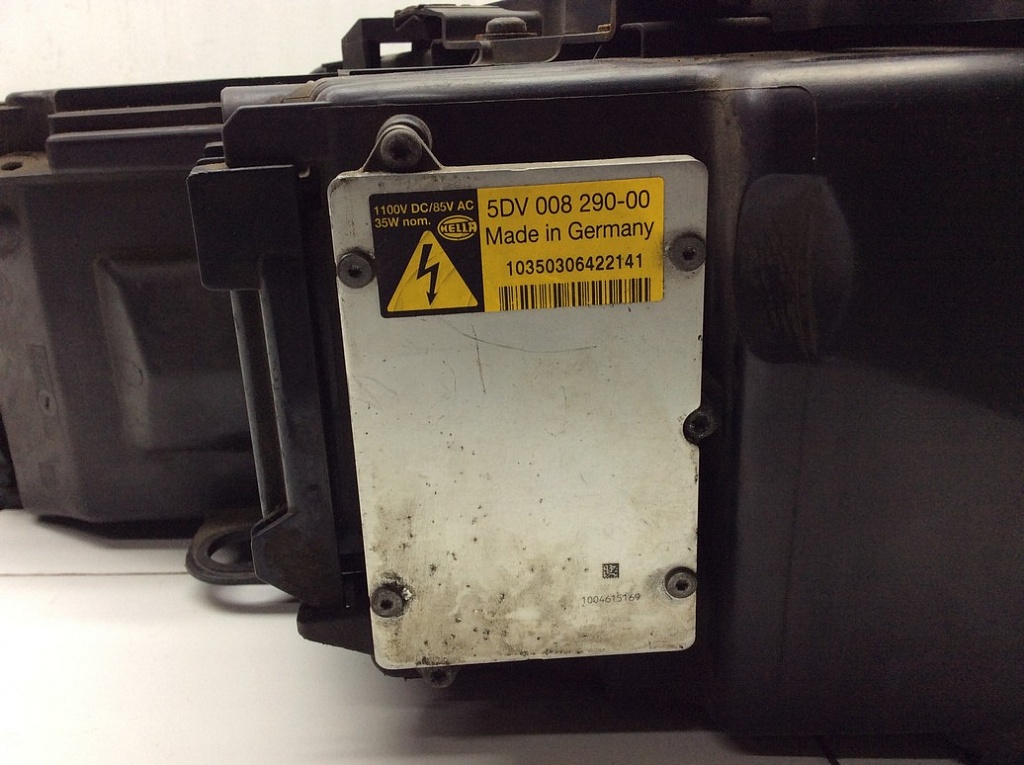 1100V DC/85V AC
35W nom.
HELLA
5DV 008 290-00
Made in Germany
10350306422141
1004615169